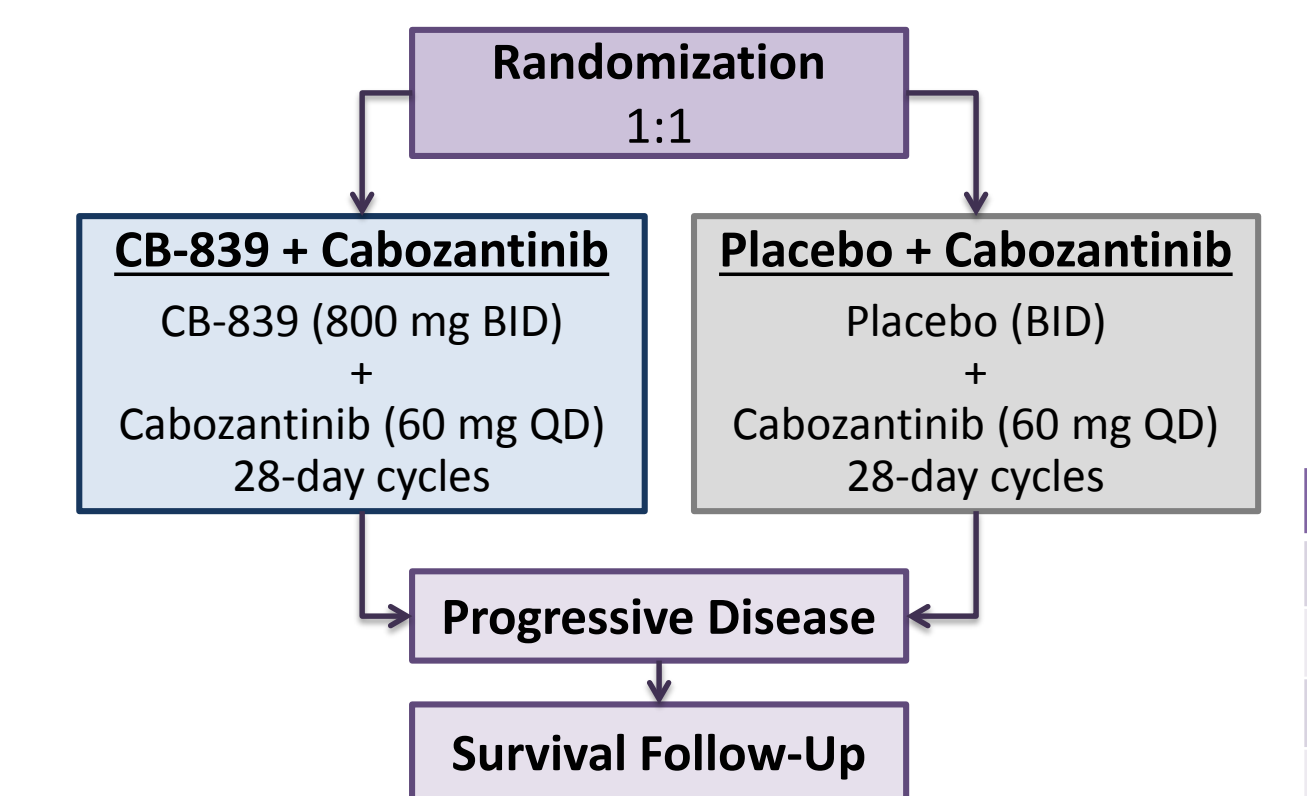 Randomization
1:1
CB-839 + Cabozantinib
CB-839 (800 mg BID)
+
Cabozantinib (60 mg QD)
28-day cycles
Placebo + Cabozantinib
Placebo (BID)
+
Cabozantinib (60 mg QD)
28-day cycles
Progressive Disease
Survival Follow-Up